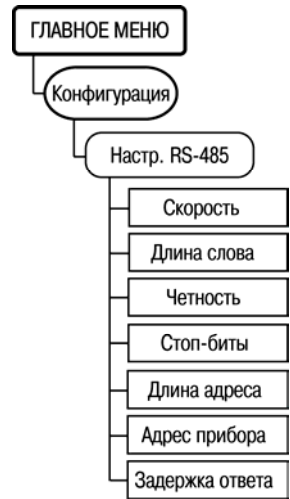 ГЛАВНОЕ МЕНЮ
Конфигурация
Настр. RS-485
Скорость
Длина слова
Четность
Стоп-биты
Длина адреса
Адрес прибора
Задержка ответа